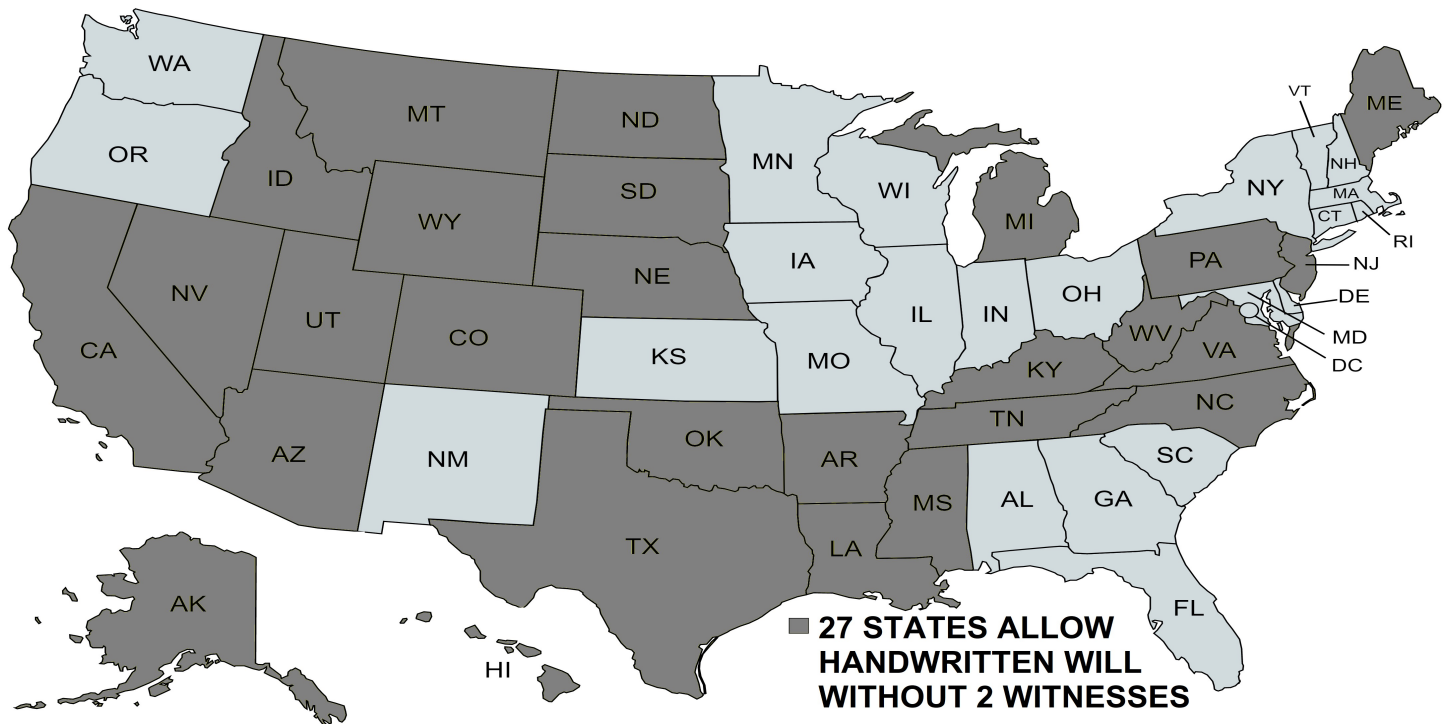 WA
OR
CA
NV
ID
MT
WY
UT
AZ
CO
NM
ND
SD
NE
KS
OK
TX
MN
IA
MO
AR
LA
WI
IL
MS
MI
IN
OH
KY
TN
AL
GA
FL
SC
NC
VA
WV
PA
NY
VT
NH
ME
MA
CT
RI
NJ
DE
MD
DC
AK
HI
27 STATES ALLOW
HANDWRITTEN WILL
WITHOUT 2 WITNESSES